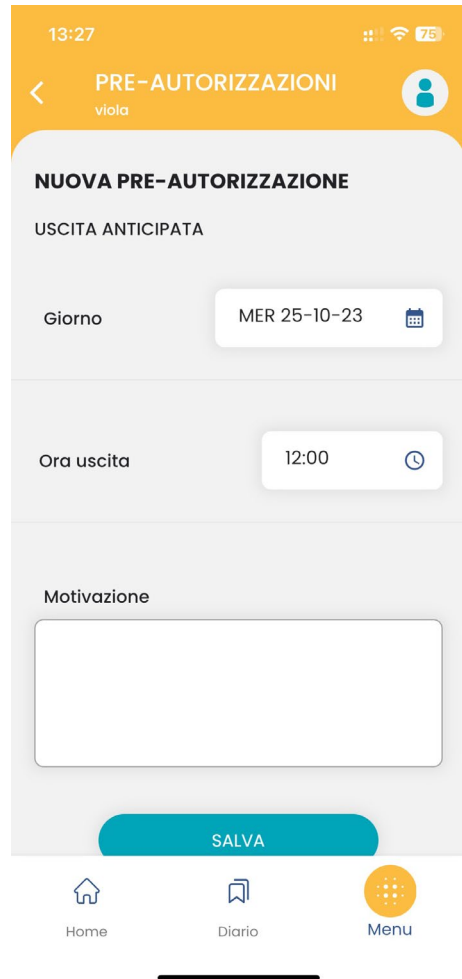 13:27
75
PRE-AUTORIZZAZIONI
viola
NUOVA PRE-AUTORIZZAZIONE
USCITA ANTICIPATA
Giorno
MER 25-10-23
Ora uscita
12:00
Motivazione
SALVA
Home
Diario
Menu